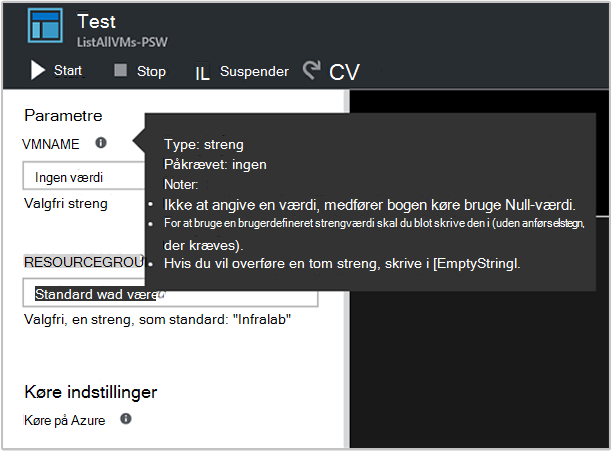 Test
ListAllVMs-PSW
Start
Stop
IL Suspender
CV
Parametre
VMNAME
Ingen værdi
Valgfri streng
Type: streng
Påkrævet: ingen
Noter:
Ikke at angive en værdi, medfører bogen køre bruge Null-værdi.
For at bruge en brugerdefineret strengværdi skal du blot skrive den i (uden anførselstegn,
der kræves).
Hvis du vil overføre en tom streng, skrive i [EmptyStringl.
RESOURCEGROU
Standard wad være
Valgfri, en streng, som standard: "Infralab"
Køre indstillinger
Køre på Azure